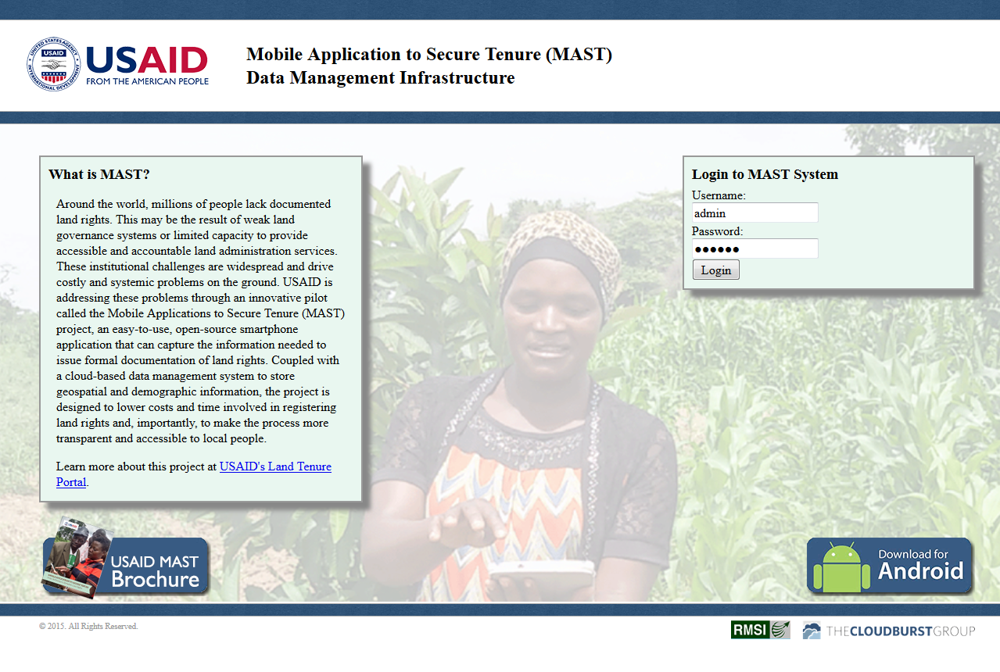 UNITED STATES AGENCY
USAID
INTERNATIONAL DEVELOPMENT
USAID
FROM THE AMERICAN PEOPLE
Mobile Application to Secure Tenure (MAST)
Data Management Infrastructure
What is MAST?
Around the world, millions of people lack documented
land rights. This may be the result of weak land
governance systems or limited capacity to provide
accessible and accountable land administration services.
These institutional challenges are widespread and drive
costly and systemic problems on the ground. USAID is
addressing these problems through an innovative pilot
called the Mobile Applications to Secure Tenure (MAST)
project, an easy-to-use, open-source smartphone
application that can capture the information needed to
issue formal documentation of land rights. Coupled with
a cloud-based data management system to store
geospatial and demographic information, the project is
designed to lower costs and time involved in registering
land rights and, importantly, to make the process more
transparent and accessible to local people.
Learn more about this project at USAID's Land Tenure
Portal.
Login to MAST System
Username:
admin
Password:
●●●●●●
Login
USAID MAST
Brochure
Download for
Android
© 2015. All Rights Reserved.
RMSI
THECLOUDBURSTGROUP